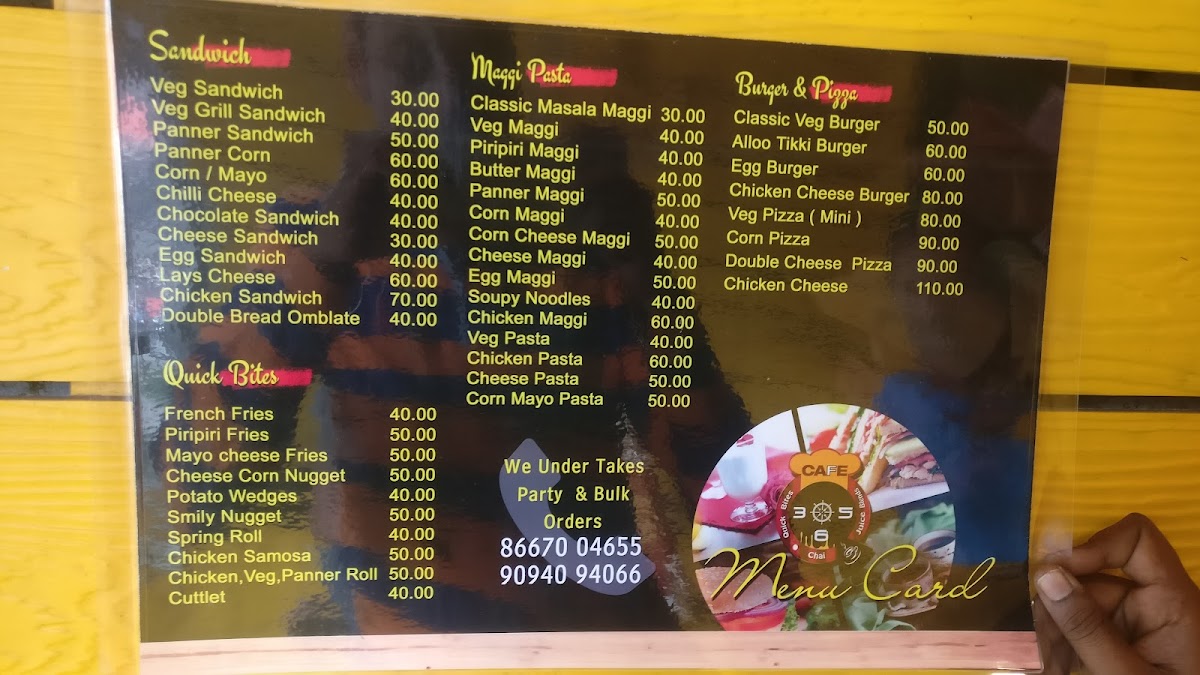 Sandwich
Veg Sandwich 30.00
Veg Grill Sandwich 40.00
Panner Sandwich 50.00
Panner Corn 60.00
Corn / Mayo 60.00
Chilli Cheese 40.00
Chocolate Sandwich 40.00
Cheese Sandwich 30.00
Egg Sandwich 40.00
Lays Cheese 60.00
Chicken Sandwich 70.00
Double Bread Omblate 40.00
Quick Bites
French Fries 40.00
Piripiri Fries 50.00
Mayo cheese Fries 50.00
Cheese Corn Nugget 50.00
Potato Wedges 40.00
Smily Nugget 50.00
Spring Roll 40.00
Chicken Samosa 50.00
Chicken,Veg,Panner Roll 50.00
Cuttlet 40.00
Maggi Pasta
Classic Masala Maggi 30.00
Veg Maggi 40.00
Piripiri Maggi 40.00
Butter Maggi 40.00
Panner Maggi 50.00
Corn Maggi 40.00
Corn Cheese Maggi 50.00
Cheese Maggi 40.00
Egg Maggi 50.00
Soupy Noodles 40.00
Chicken Maggi 60.00
Veg Pasta 40.00
Chicken Pasta 60.00
Cheese Pasta 50.00
Corn Mayo Pasta 50.00
We Under Takes
Party & Bulk
Orders
86670 04655
90940 94066
Burger & Pizza
Classic Veg Burger 50.00
Alloo Tikki Burger 60.00
Egg Burger 60.00
Chicken Cheese Burger 80.00
Veg Pizza ( Mini ) 80.00
Corn Pizza 90.00
Double Cheese Pizza 90.00
Chicken Cheese 110.00
CAFE
3 5
6
Quick Bites
Chai
Juice
Menu Card